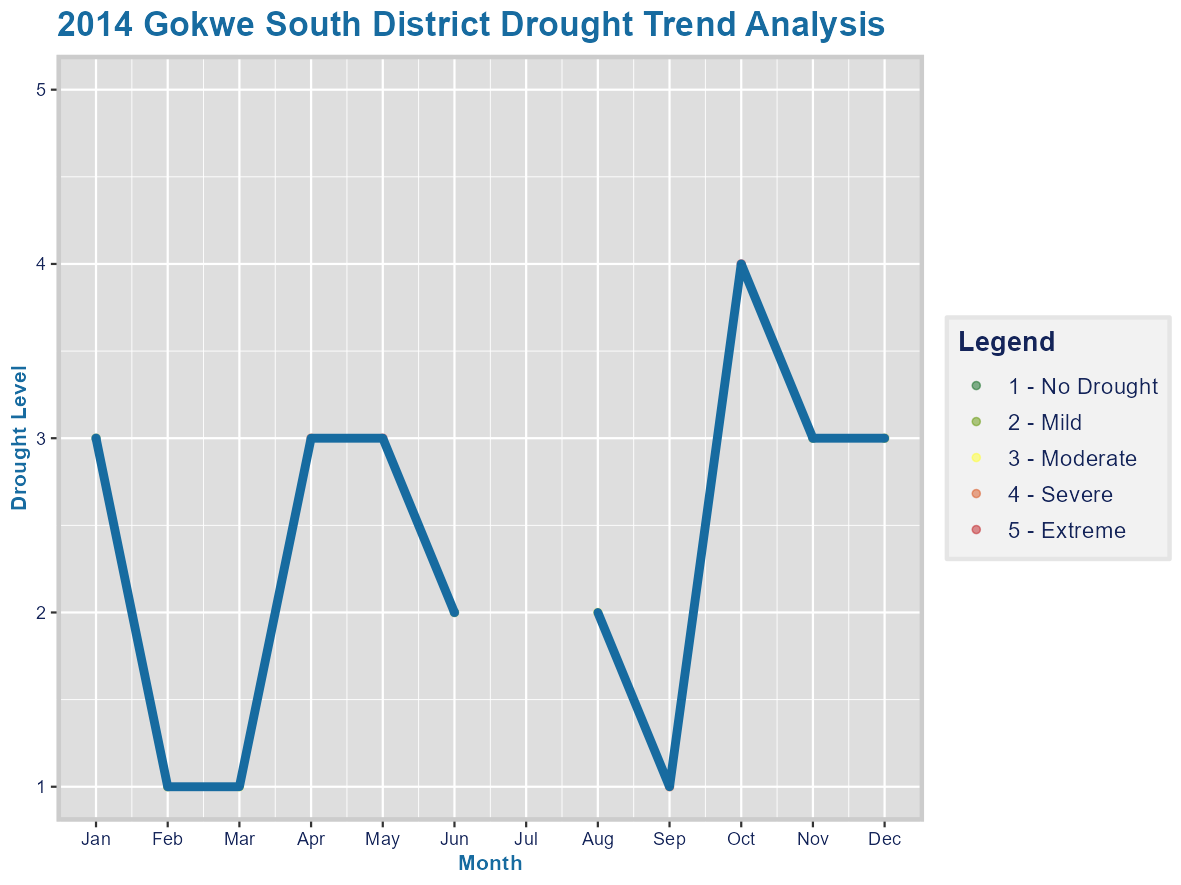 2014 Gokwe South District Drought Trend Analysis
5
4
3
2
1
Drought Level
Jan Feb Mar Apr May Jun Jul Aug Sep Oct Nov Dec
Month
Legend
1 - No Drought
2 - Mild
3 - Moderate
4 - Severe
5 - Extreme